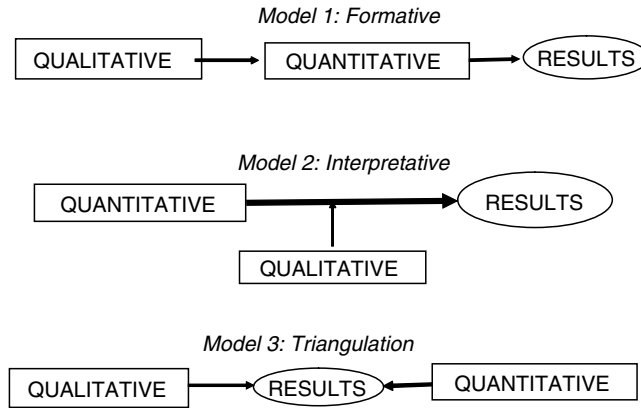 Model 1: Formative
QUALITATIVE QUANTITATIVE RESULTS
Model 2: Interpretative
QUANTITATIVE RESULTS
QUALITATIVE
Model 3: Triangulation
QUALITATIVE RESULTS QUANTITATIVE